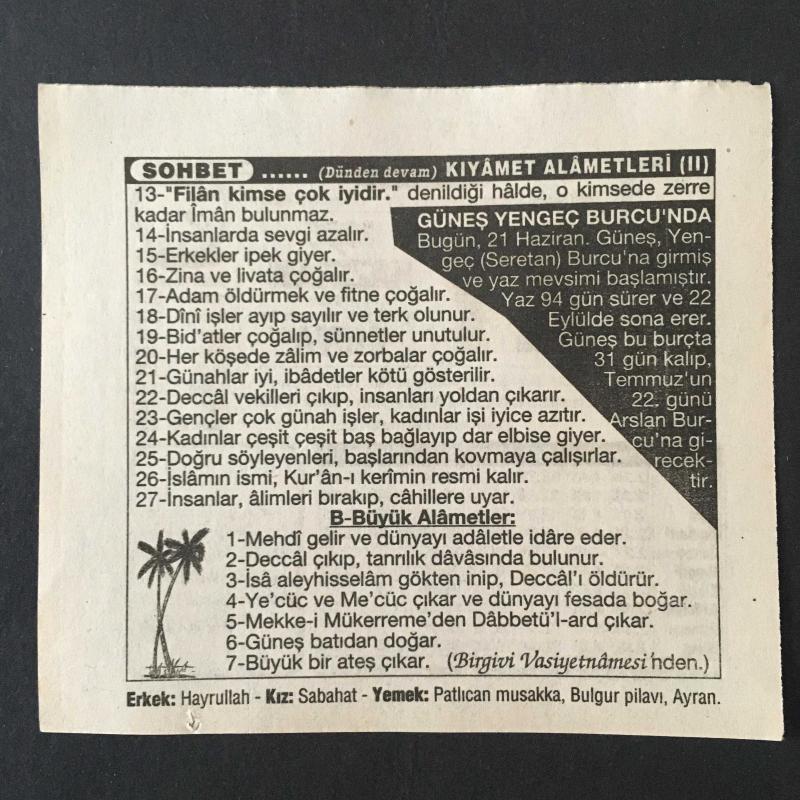 SOHBET ...... (Dünden devam) KIYÂMET ALÂMETLERİ (II)
13-"Filân kimse çok iyidir." denildiği hâlde, o kimsede zerre
kadar Îmân bulunmaz.
14-İnsanlarda sevgi azalır.
15-Erkekler ipek giyer.
16-Zina ve livata çoğalır.
17-Adam öldürmek ve fitne çoğalır.
18-Dînî işler ayıp sayılır ve terk olunur.
19-Bid'atler çoğalıp, sünnetler unutulur.
20-Her köşede zâlim ve zorbalar çoğalır.
21-Günahlar iyi, ibâdetler kötü gösterilir.
22-Deccâl vekilleri çıkıp, insanları yoldan çıkarır.
23-Gençler çok günah işler, kadınlar işi iyice azıtır.
24-Kadınlar çeşit çeşit baş bağlayıp dar elbise giyer.
25-Doğru söyleyenleri, başlarından kovmaya çalışırlar.
26-İslâmın ismi, Kur'ân-ı kerîmin resmi kalır.
27-İnsanlar, âlimleri bırakıp, câhillere uyar.
GÜNEŞ YENGEÇ BURCU'NDA
Bugün, 21 Haziran. Güneş, Yen-
geç (Seretan) Burcu'na girmiş
ve yaz mevsimi başlamıştır.
Yaz 94 gün sürer ve 22
Eylülde sona erer.
Güneş bu burçta
31 gün kalıp,
Temmuz'un
22. günü
Arslan Bur-
cu'na gi-
recek-
tir.
B-Büyük Alâmetler:
1-Mehdî gelir ve dünyayı adâletle idâre eder.
2-Deccâl çıkıp, tanrılık dâvâsında bulunur.
3-İsâ aleyhisselâm gökten inip, Deccâl'ı öldürür.
4-Ye'cüc ve Me'cüc çıkar ve dünyayı fesada boğar.
5-Mekke-i Mükerreme'den Dâbbetü'l-ard çıkar.
6-Güneş batıdan doğar.
7-Büyük bir ateş çıkar. (Birgivi Vasiyetnâmesi'nden.)
Erkek: Hayrullah - Kız: Sabahat - Yemek: Patlıcan musakka, Bulgur pilavı, Ayran.